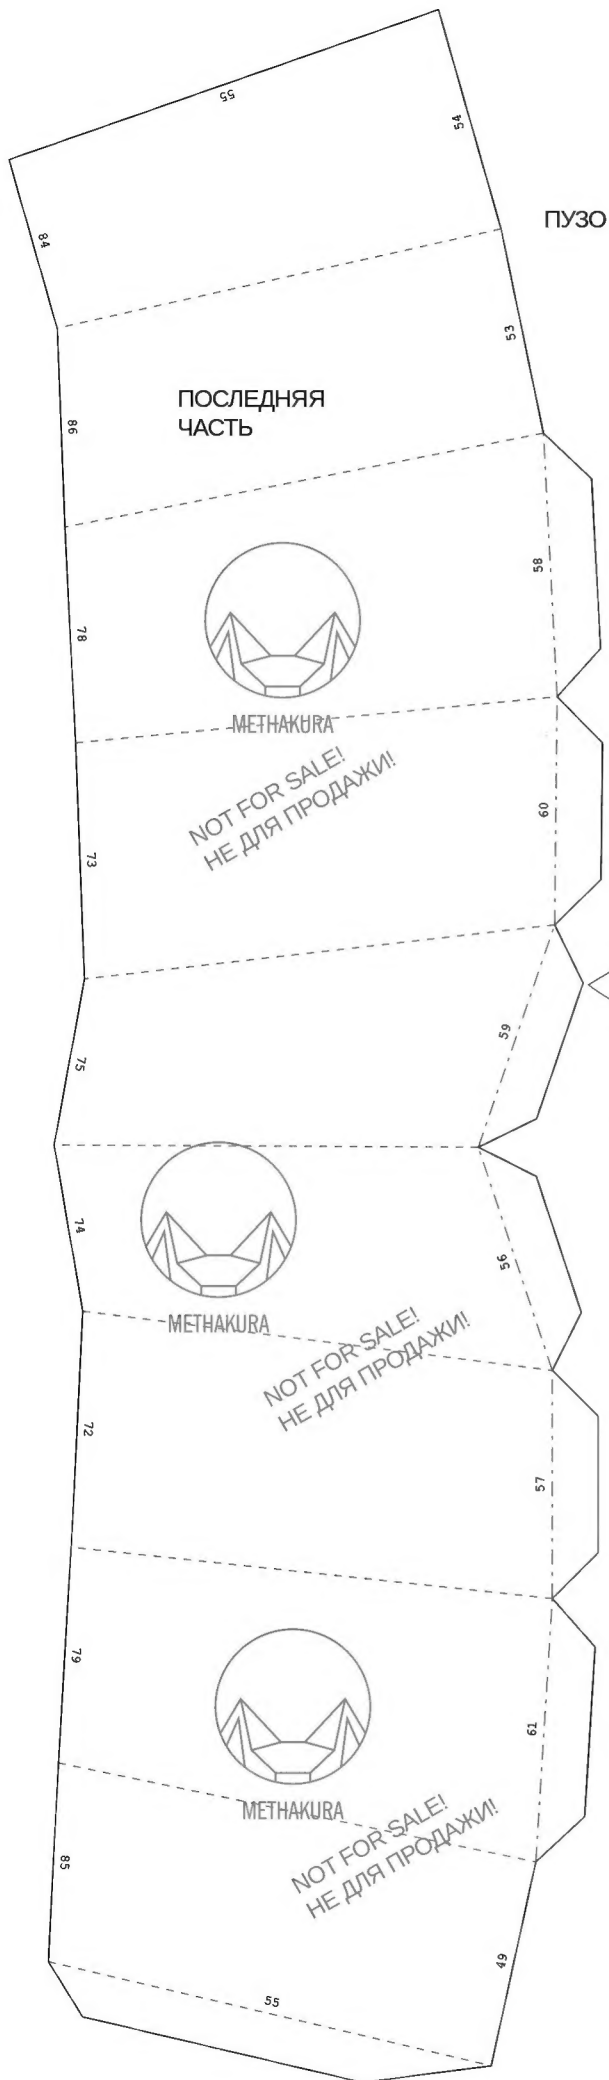 55
54
84
ПУЗО
53
86
ПОСЛЕДНЯЯ
ЧАСТЬ
58
78
METHAKURA
NOT FOR SALE!
НЕ ДЛЯ ПРОДАЖИ!
60
73
59
75
74
56
METHAKURA
NOT FOR SALE!
НЕ ДЛЯ ПРОДАЖИ!
72
57
79
61
METHAKURA
NOT FOR SALE!
НЕ ДЛЯ ПРОДАЖИ!
85
49
55